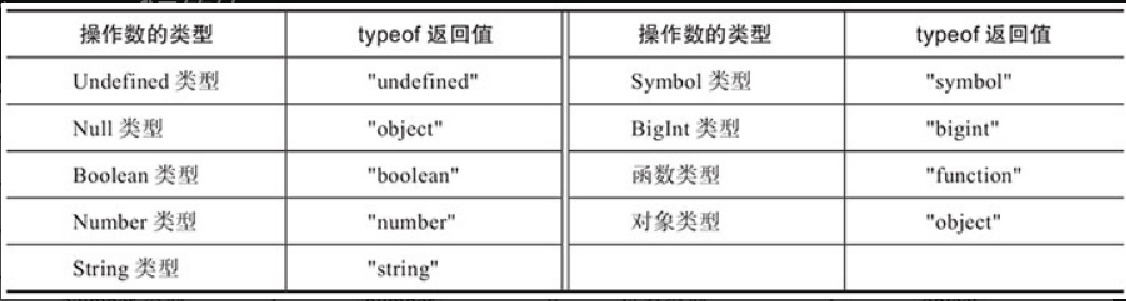 操作数的类型 typeof 返回值 操作数的类型 typeof 返回值
Undefined 类型 "undefined" Symbol 类型 "symbol"
Null 类型 "object" BigInt 类型 "bigint"
Boolean 类型 "boolean" 函数类型 "function"
Number 类型 "number" 对象类型 "object"
String 类型 "string"